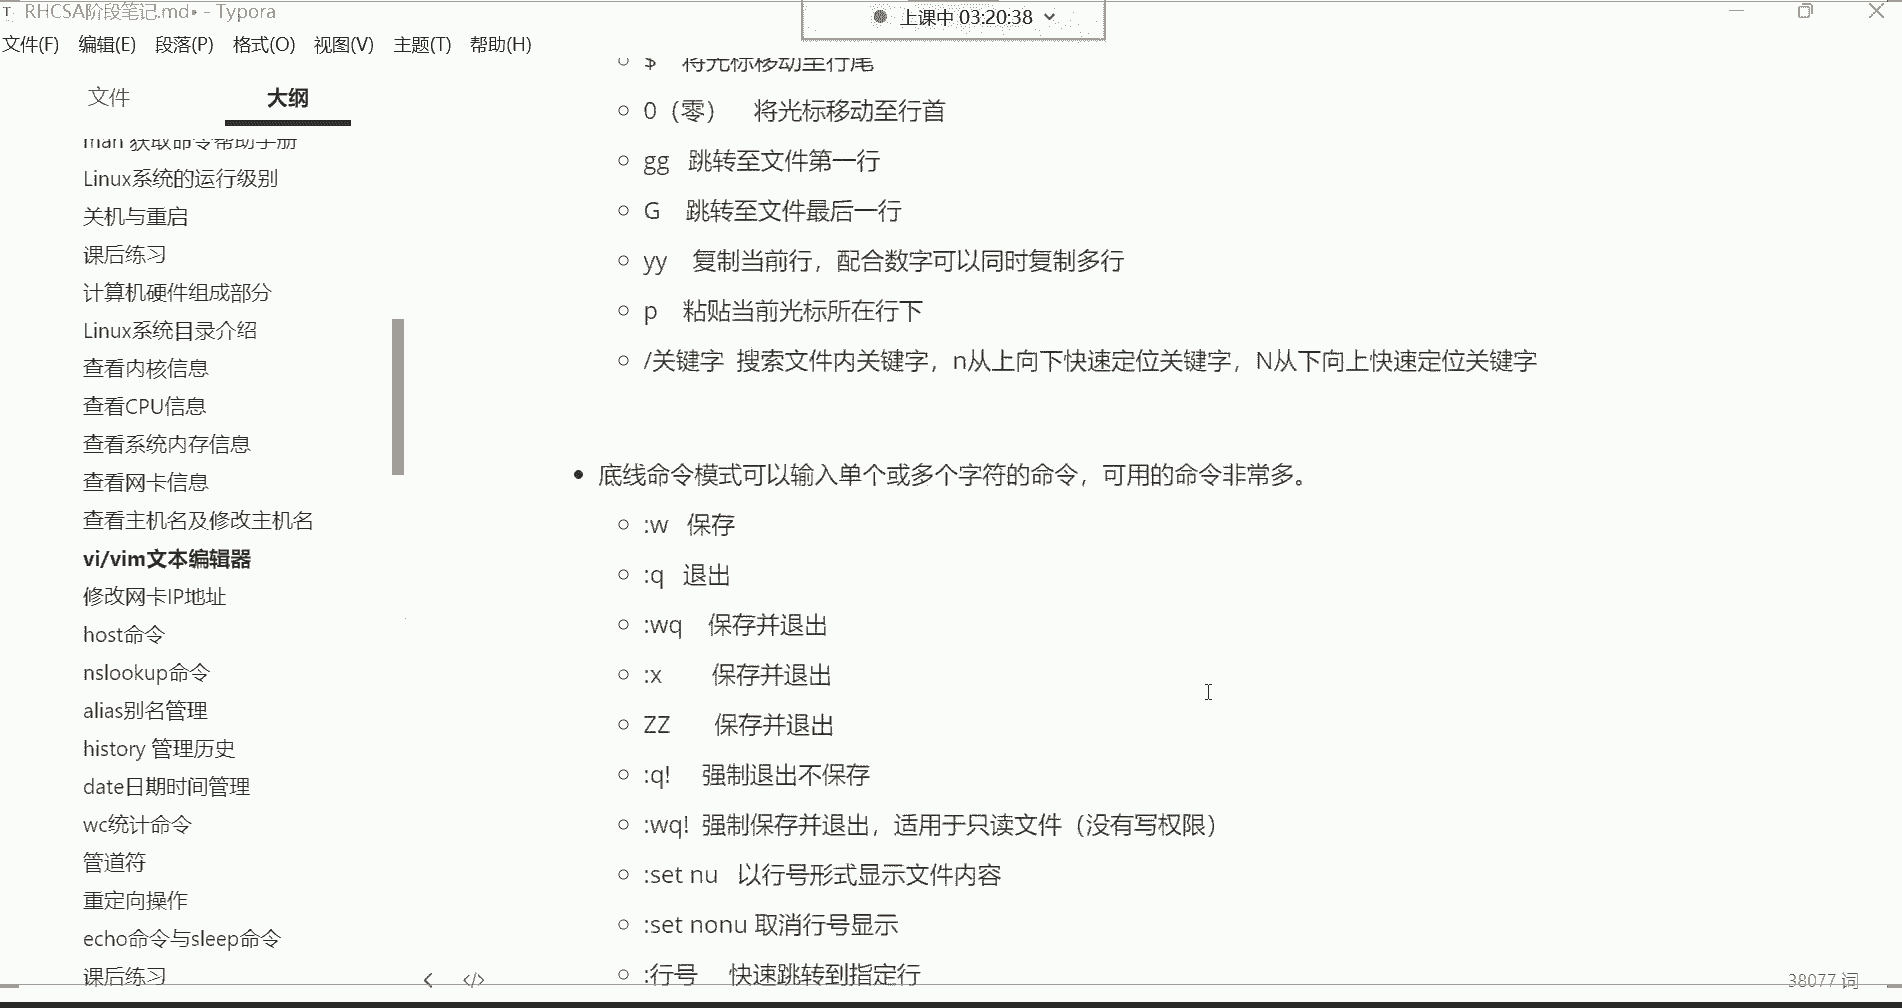 RHCSA阶段笔记.md• - Typora
上课中 03:20:38
文件(F) 编辑(E) 段落(P) 格式(O) 视图(V) 主题(T) 帮助(H)
文件 大纲
man 获取命令帮助手册
Linux系统的运行级别
关机与重启
课后练习
计算机硬件组成部分
Linux系统目录介绍
查看内核信息
查看CPU信息
查看系统内存信息
查看网卡信息
查看主机名及修改主机名
vi/vim文本编辑器
修改网卡IP地址
host命令
nslookup命令
alias别名管理
history 管理历史
date日期时间管理
wc统计命令
管道符
重定向操作
echo命令与sleep命令
课后练习
$ 将光标移动至行尾
0（零） 将光标移动至行首
gg 跳转至文件第一行
G 跳转至文件最后一行
yy 复制当前行，配合数字可以同时复制多行
p 粘贴当前光标所在行下
/关键字 搜索文件内关键字，n从上向下快速定位关键字，N从下向上快速定位关键字
底线命令模式可以输入单个或多个字符的命令，可用的命令非常多。
:w 保存
:q 退出
:wq 保存并退出
:x 保存并退出
ZZ 保存并退出
:q! 强制退出不保存
:wq! 强制保存并退出，适用于只读文件（没有写权限）
:set nu 以行号形式显示文件内容
:set nonu 取消行号显示
:行号 快速跳转到指定行
38077 词